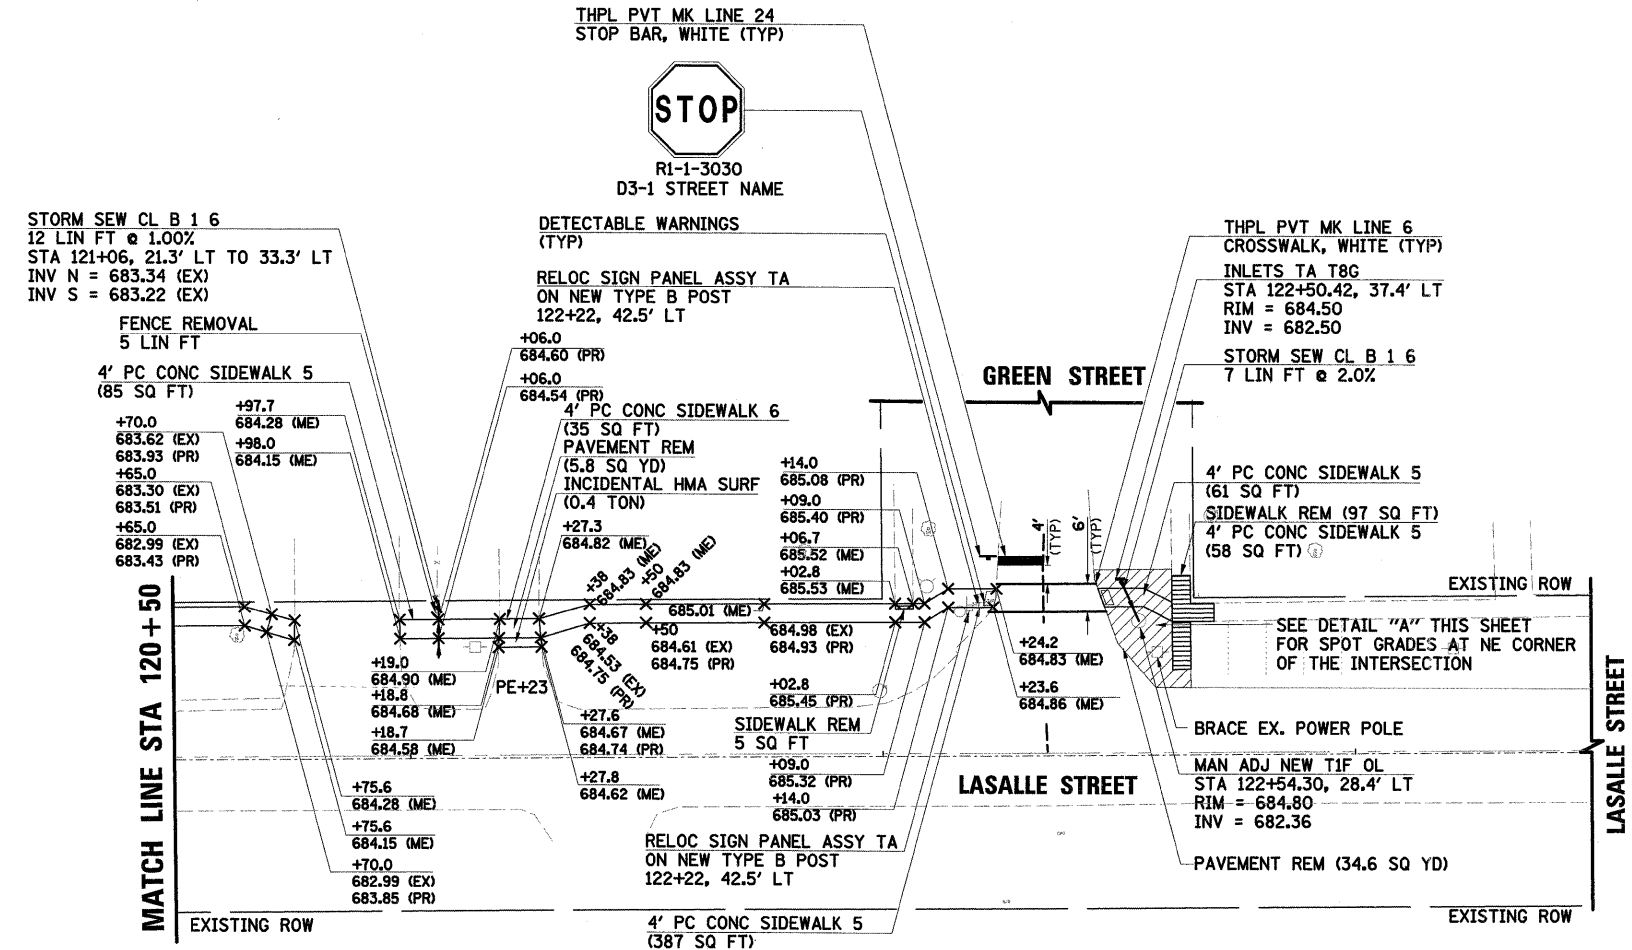 THPL PVT MK LINE 24
STOP BAR, WHITE (TYP)
STOP
R1-1-3030
D3-1 STREET NAME
STORM SEW CL B 1 6
12 LIN FT @ 1.00%
STA 121+06, 21.3' LT TO 33.3' LT
INV N = 683.34 (EX)
INV S = 683.22 (EX)
FENCE REMOVAL
5 LIN FT
4' PC CONC SIDEWALK 5
(85 SQ FT)
+97.7
684.28 (ME)
+98.0
684.15 (ME)
+70.0
683.62 (EX)
683.93 (PR)
+65.0
683.30 (EX)
683.51 (PR)
+65.0
682.99 (EX)
683.43 (PR)
DETECTABLE WARNINGS
(TYP)
RELOC SIGN PANEL ASSY TA
ON NEW TYPE B POST
122+22, 42.5' LT
+06.0
684.60 (PR)
+06.0
684.54 (PR)
4' PC CONC SIDEWALK 6
(35 SQ FT)
PAVEMENT REM
(5.8 SQ YD)
INCIDENTAL HMA SURF
(0.4 TON)
+27.3
684.82 (ME)
+38
684.83 (ME)
+50
684.83 (ME)
+14.0
685.08 (PR)
+09.0
685.40 (PR)
+06.7
685.52 (ME)
+02.8
685.53 (ME)
685.01 (ME)
GREEN STREET
THPL PVT MK LINE 6
CROSSWALK, WHITE (TYP)
INLETS TA T8G
STA 122+50.42, 37.4' LT
RIM = 684.50
INV = 682.50
STORM SEW CL B 1 6
7 LIN FT @ 2.0%
4' PC CONC SIDEWALK 5
(61 SQ FT)
SIDEWALK REM (97 SQ FT)
4' PC CONC SIDEWALK 5
(58 SQ FT)
4'
(TYP)
6'
(TYP)
EXISTING ROW
SEE DETAIL "A" THIS SHEET
FOR SPOT GRADES AT NE CORNER
OF THE INTERSECTION
MATCH LINE STA 120+50
+38
684.53 (EX)
684.75 (PR)
+50
684.61 (EX)
684.75 (PR)
684.98 (EX)
684.93 (PR)
+19.0
684.90 (ME)
+18.8
684.68 (ME)
+18.7
684.58 (ME)
PE+23
+27.6
684.67 (ME)
684.74 (PR)
+27.8
684.62 (ME)
+02.8
685.45 (PR)
SIDEWALK REM
5 SQ FT
+09.0
685.32 (PR)
+14.0
685.03 (PR)
+24.2
684.83 (ME)
+23.6
684.86 (ME)
BRACE EX. POWER POLE
LASALLE STREET
MAN ADJ NEW T1F OL
STA 122+54.30, 28.4' LT
RIM = 684.80
INV = 682.36
PAVEMENT REM (34.6 SQ YD)
LASALLE STREET
+75.6
684.28 (ME)
+75.6
684.15 (ME)
+70.0
682.99 (EX)
683.85 (PR)
RELOC SIGN PANEL ASSY TA
ON NEW TYPE B POST
122+22, 42.5' LT
4' PC CONC SIDEWALK 5
(387 SQ FT)
EXISTING ROW
EXISTING ROW